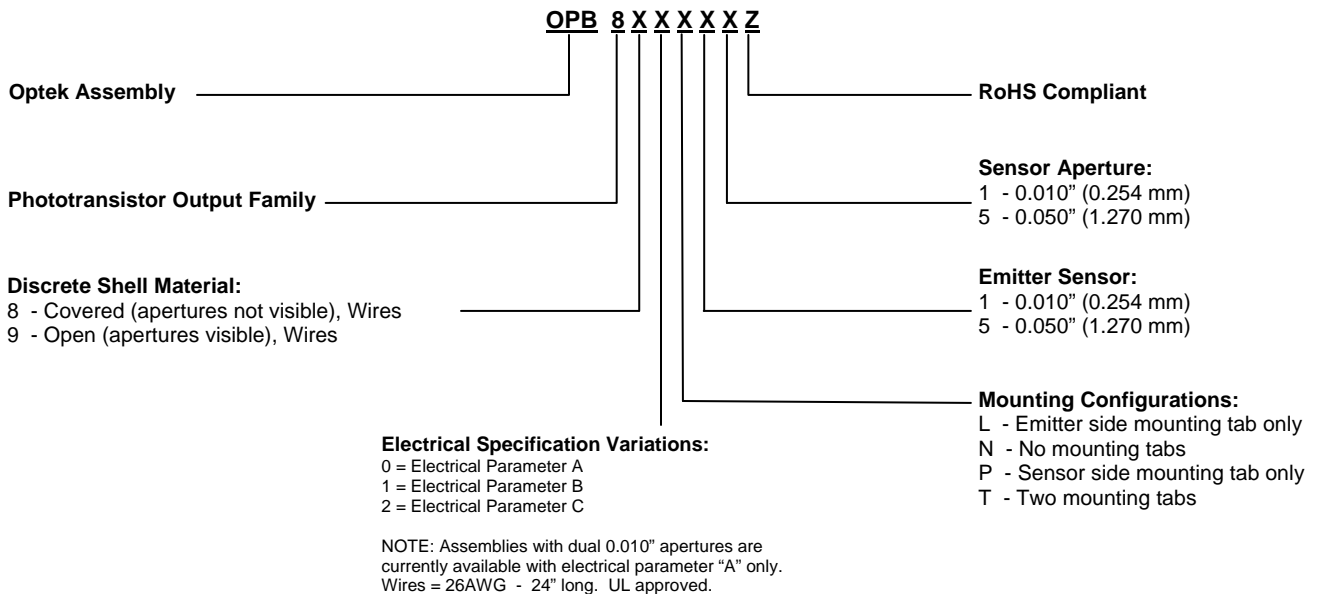 OPB 8 X X X X X Z
Optek Assembly
RoHS Compliant
Sensor Aperture:
1 - 0.010” (0.254 mm)
5 - 0.050” (1.270 mm)
Phototransistor Output Family
Discrete Shell Material:
8 - Covered (apertures not visible), Wires
9 - Open (apertures visible), Wires
Emitter Sensor:
1 - 0.010” (0.254 mm)
5 - 0.050” (1.270 mm)
Mounting Configurations:
L - Emitter side mounting tab only
N - No mounting tabs
P - Sensor side mounting tab only
T - Two mounting tabs
Electrical Specification Variations:
0 = Electrical Parameter A
1 = Electrical Parameter B
2 = Electrical Parameter C
NOTE: Assemblies with dual 0.010” apertures are
currently available with electrical parameter “A” only.
Wires = 26AWG - 24” long. UL approved.